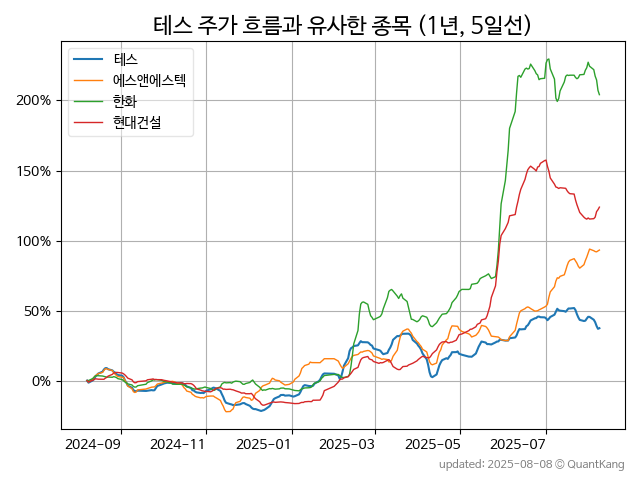 테스 주가 흐름과 유사한 종목 (1년, 5일선)
테스
에스앤에스텍
한화
현대건설
200%
150%
100%
50%
0%
2024-09 2024-11 2025-01 2025-03 2025-05 2025-07
updated: 2025-08-08 © QuantKang